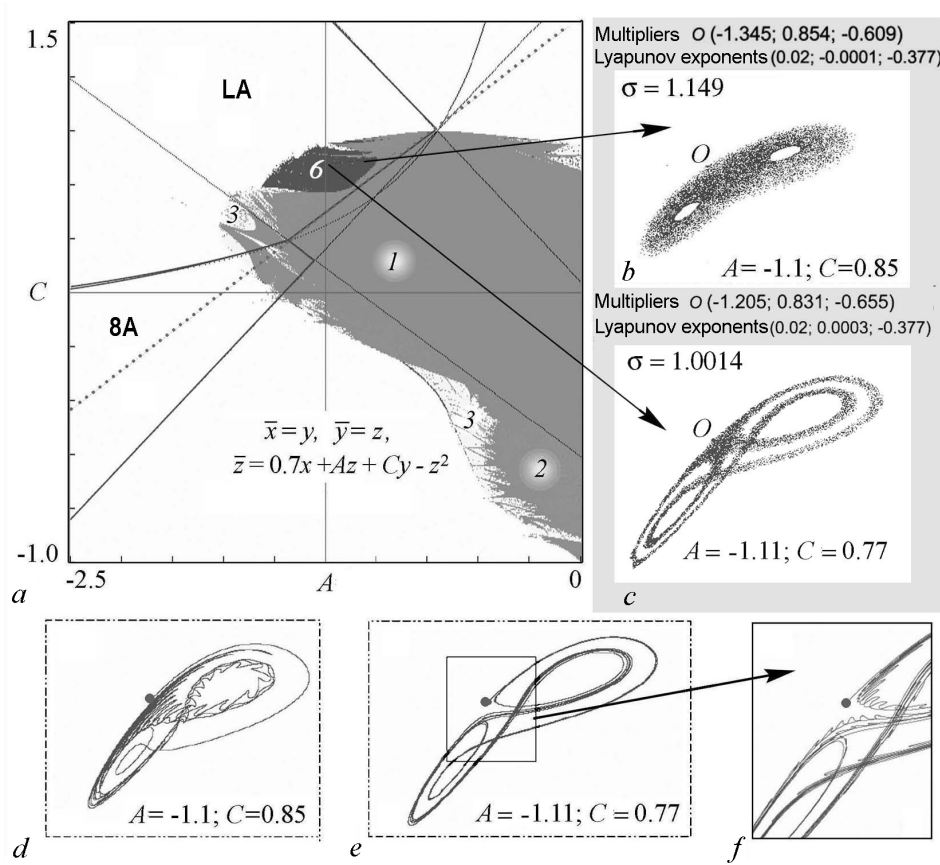 1.5
LA
6
3
1
C
8A
x̄ = y, ȳ = z,
z̄ = 0.7x + Az + Cy - z²
3
2
-1.0
-2.5
A
0
a
Multipliers O (-1.345; 0.854; -0.609)
Lyapunov exponents (0.02; -0.0001; -0.377)
σ = 1.149
O
b
A = -1.1; C=0.85
Multipliers O (-1.205; 0.831; -0.655)
Lyapunov exponents (0.02; 0.0003; -0.377)
σ = 1.0014
O
A = -1.11; C = 0.77
c
A = -1.1; C=0.85
d
A = -1.11; C = 0.77
e
f